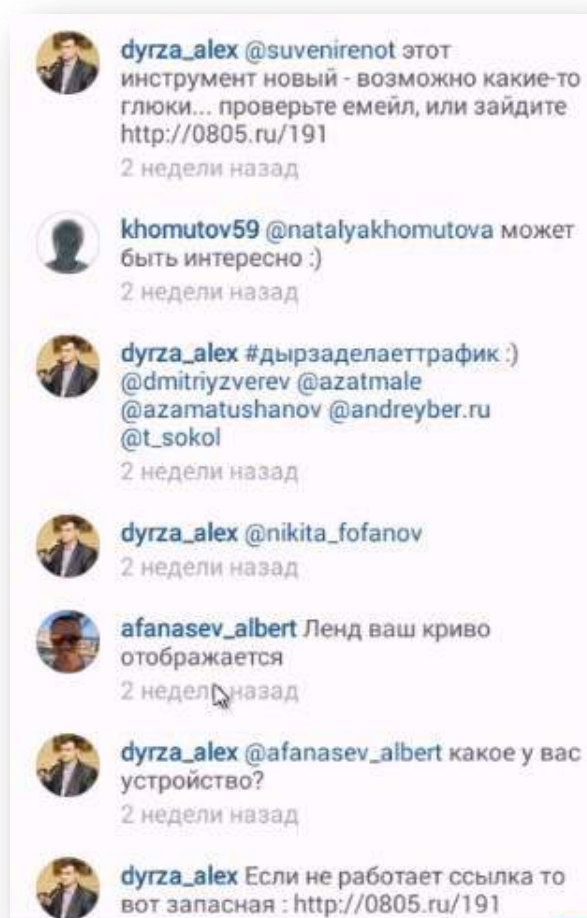 dyrza_alex @suvenirenot этот
инструмент новый - возможно какие-то
глюки... проверьте емейл, или зайдите
http://0805.ru/191
2 недели назад
khomutov59 @natalyakhomutova может
быть интересно :)
2 недели назад
dyrza_alex #дырзаделаеттрафик :)
@dmitriyzverev @azatmale
@azamatushanov @andreyber.ru
@t_sokol
2 недели назад
dyrza_alex @nikita_fofanov
2 недели назад
afanasev_albert Ленд ваш криво
отображается
2 недели назад
dyrza_alex @afanasev_albert какое у вас
устройство?
2 недели назад
dyrza_alex Если не работает ссылка то
вот запасная : http://0805.ru/191